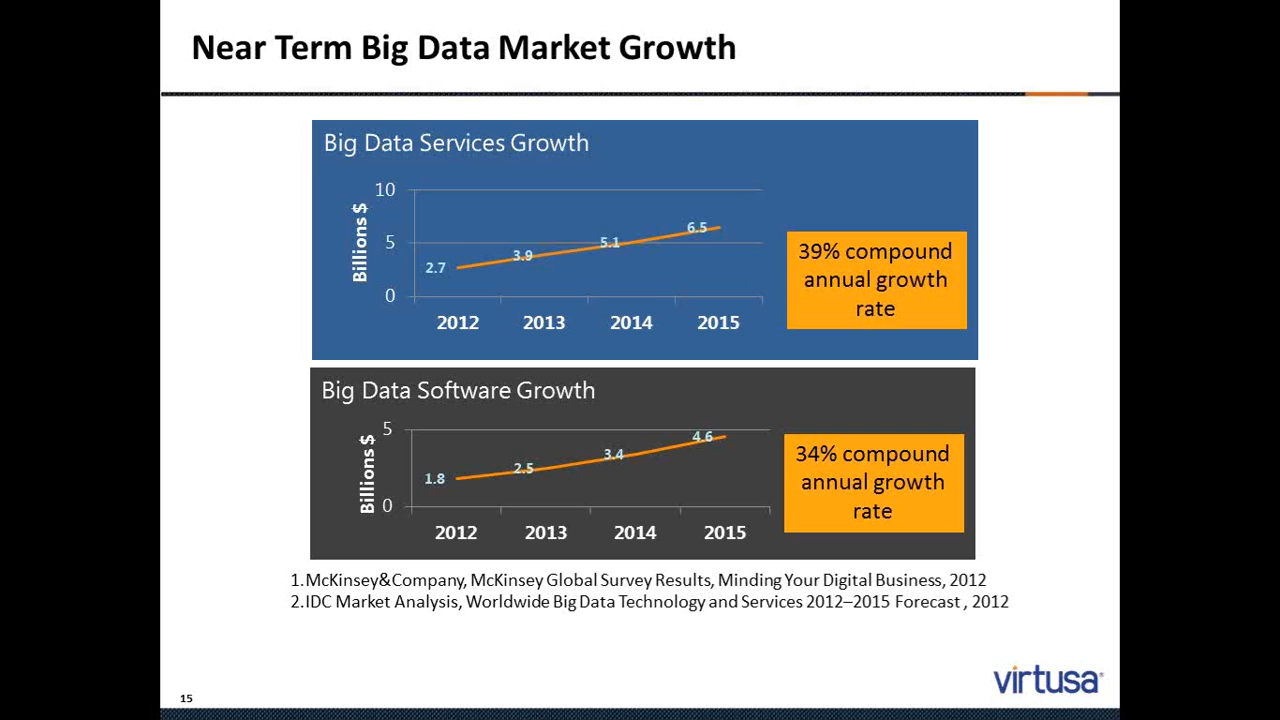 Near Term Big Data Market Growth
Big Data Services Growth
Billions $
10
5
0
2.7
3.9
5.1
6.5
2012 2013 2014 2015
39% compound
annual growth
rate
Big Data Software Growth
Billions $
5
0
1.8
2.5
3.4
4.6
2012 2013 2014 2015
34% compound
annual growth
rate
1.McKinsey&Company, McKinsey Global Survey Results, Minding Your Digital Business, 2012
2.IDC Market Analysis, Worldwide Big Data Technology and Services 2012–2015 Forecast , 2012
virtusa
15